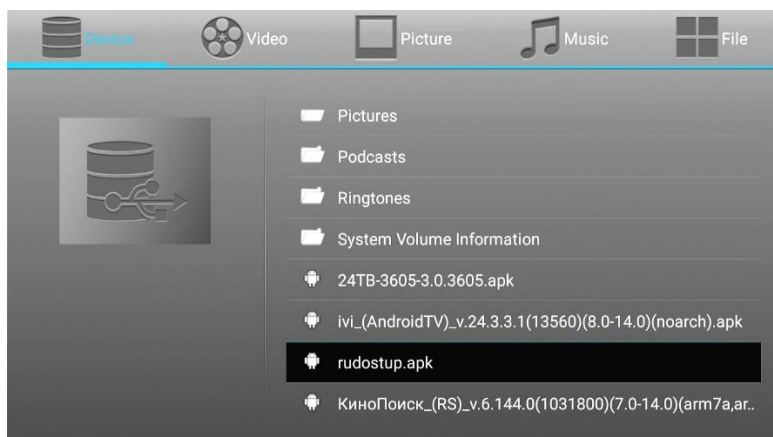 Device
Video
Picture
Music
File
Pictures
Podcasts
Ringtones
System Volume Information
24TB-3605-3.0.3605.apk
ivi_(AndroidTV)_v.24.3.3.1(13560)(8.0-14.0)(noarch).apk
rudostup.apk
КиноПоиск_(RS)_v.6.144.0(1031800)(7.0-14.0)(arm7a,ar..